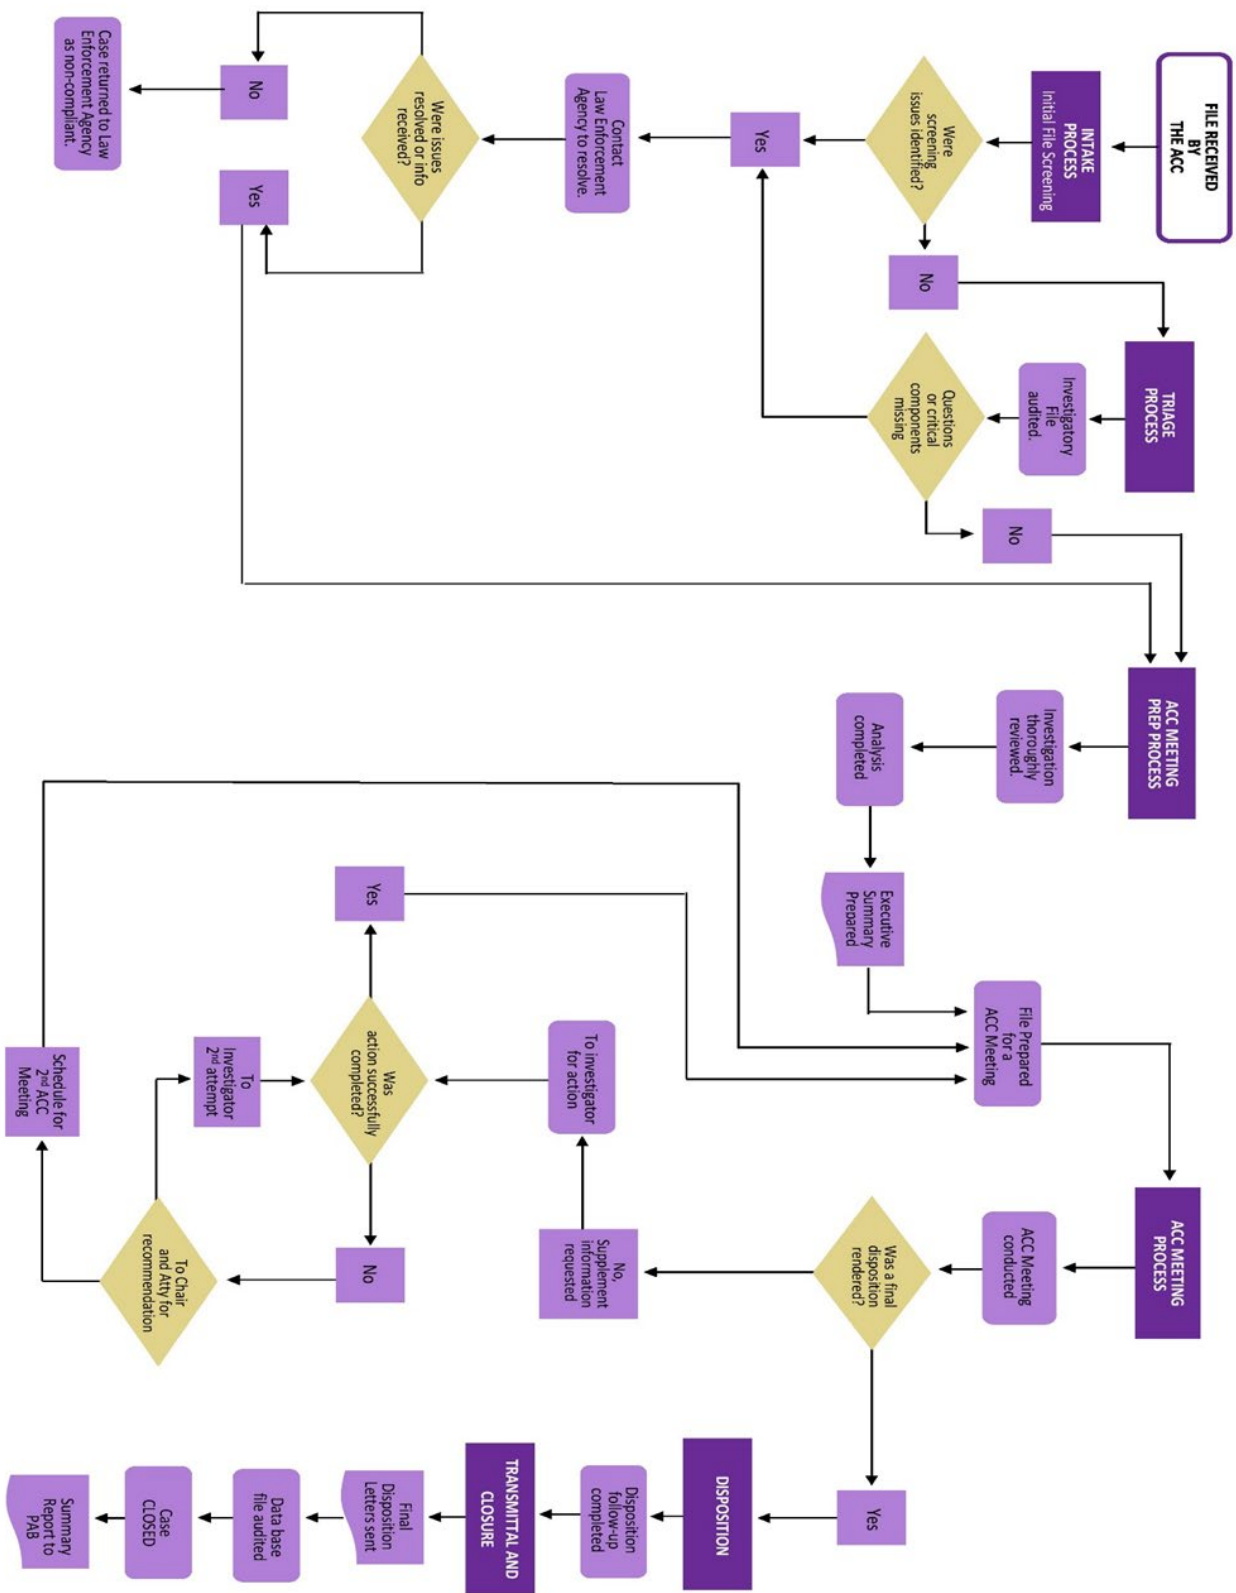 FILE RECEIVED
BY
THE ACC
INTAKE
PROCESS
Initial File Screening
Were
screening
issues identified?
Yes
No
Contact
Law Enforcement
Agency to resolve.
Were issues
resolved or info
received?
No
Yes
Case returned to Law
Enforcement Agency
as non-compliant.
TRIAGE
PROCESS
Investigatory
File
audited.
Questions
or critical
components
missing
No
ACC MEETING
PREP PROCESS
Investigation
thoroughly
reviewed.
Analysis
completed
Executive
Summary
Prepared
File Prepared
for a
ACC Meeting
ACC MEETING
PROCESS
ACC Meeting
conducted
Was a final
disposition
rendered?
No,
Supplement
information
requested
To investigator
for action
Was
action successfully
completed?
Yes
No
To Chair
and Atty for
recommendation
To
Investigator
2nd attempt
Schedule for
2nd ACC
Meeting
Yes
DISPOSITION
Disposition
follow-up
completed
TRANSMITTAL AND
CLOSURE
Final
Disposition
Letters sent
Data base
file audited
Case
CLOSED
Summary
Report to
PAB